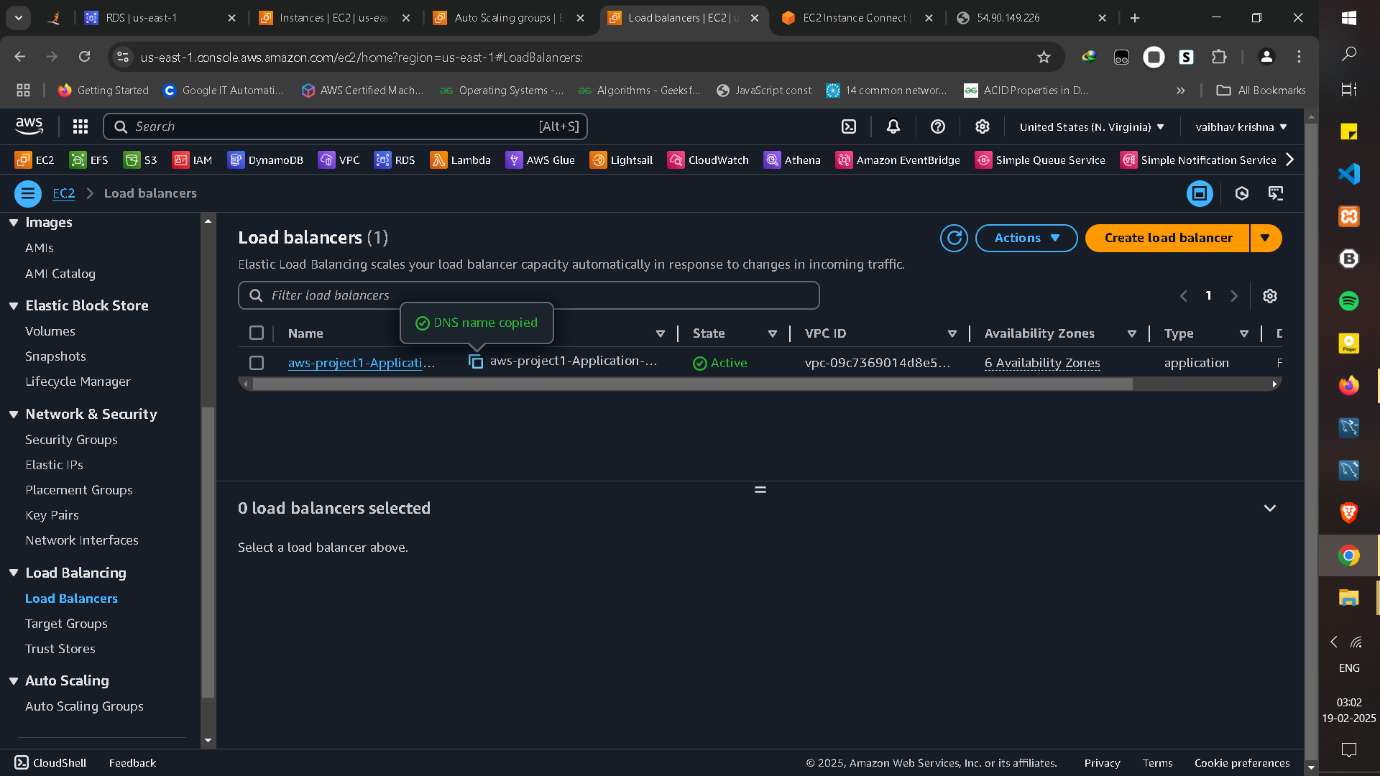 RDS | us-east-1
Instances | EC2 | us-eas
Auto Scaling groups | E
Load balancers | EC2 | u
EC2 Instance Connect |
54.90.149.226
us-east-1.console.aws.amazon.com/ec2/home?region=us-east-1#LoadBalancers:
Getting Started
Google IT Automati...
AWS Certified Mach...
Operating Systems -...
Algorithms - Geeksf...
JavaScript const
14 common networ...
ACID Properties in D...
All Bookmarks
aws
Search
[Alt+S]
United States (N. Virginia)
vaibhav krishna
EC2
EFS
S3
IAM
DynamoDB
VPC
RDS
Lambda
AWS Glue
Lightsail
CloudWatch
Athena
Amazon EventBridge
Simple Queue Service
Simple Notification Service
EC2
Load balancers
Images
AMIs
AMI Catalog
Elastic Block Store
Volumes
Snapshots
Lifecycle Manager
Network & Security
Security Groups
Elastic IPs
Placement Groups
Key Pairs
Network Interfaces
Load Balancing
Load Balancers
Target Groups
Trust Stores
Auto Scaling
Auto Scaling Groups
Load balancers (1)
Actions
Create load balancer
Elastic Load Balancing scales your load balancer capacity automatically in response to changes in incoming traffic.
Filter load balancers
1
DNS name copied
Name
State
VPC ID
Availability Zones
Type
D
aws-project1-Applicati...
aws-project1-Application-...
Active
vpc-09c7369014d8e5...
6 Availability Zones
application
F
0 load balancers selected
Select a load balancer above.
CloudShell
Feedback
© 2025, Amazon Web Services, Inc. or its affiliates.
Privacy
Terms
Cookie preferences
ENG
03:02
19-02-2025